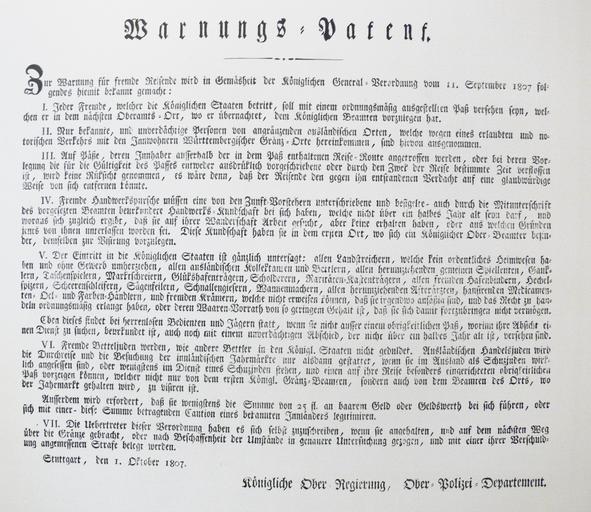 Warnungs-Patent.
Zur Warnung für fremde Reisende wird in Gemäsheit der Königlichen General-Verordnung vom 11. September 1807 fol-
gendes hiemit bekannt gemacht:
I. Jeder Fremde, welcher die Königlichen Staaten betritt, soll mit einem ordnungsmäßig ausgestellten Paß versehen seyn, wel-
chen er in dem nächsten Oberamts-Ort, wo er übernachtet, dem Königlichen Beamten vorzulegen hat.
II. Nur bekannte, und unverdächtige Personen von angränzenden ausländischen Orten, welche wegen eines erlaubten und no-
torischen Verkehrs mit den Innwohnern Württembergischer Gränz-Orte hereinkommen, sind hievon ausgenommen.
III. Auf Päße, deren Innhaber ausserhalb der in dem Paß enthaltenen Reise-Route angetroffen werden, oder bei deren Vor-
legung die für die Gültigkeit des Passes entweder ausdrücklich vorgeschriebene oder durch den Zweck der Reise bestimmte Zeit verflossen
ist, wird keine Rüksicht genommen, es wäre denn, daß der Reisende den gegen ihn entstandenen Verdacht auf eine glaubwürdige
Weise von sich entfernen könnte.
IV. Fremde Handwerkspursche müssen eine von den Zunft-Vorstehern unterschriebene und besiegelte- auch durch die Mitunterschrift
des vorgesezten Beamten beurkundete Handwerks-Kundschaft bei sich haben, welche nicht über ein halbes Jahr alt seyn darf, und
woraus sich zugleich ergibt, daß sie auf ihrer Wanderschaft Arbeit gesucht, aber keine erhalten haben, oder aus welchen Gründen
jenes von ihnen unterlassen worden sei. Diese Kundschaft haben sie in dem ersten Ort, wo sich ein Königlicher Ober-Beamter befin-
det, demselben zur Visirung vorzulegen.
V. Der Eintritt in die Königlichen Staaten ist gänzlich untersagt: allen Landstreichern, welche kein ordentliches Heimwesen ha-
ben und ohne Gewerb umherziehen, allen ausländischen Kollektanten und Bettlern, allen herumziehenden gemeinen Spielleuten, Gauk-
lern, Taschenspielern, Marktschreiern, Glükshafenträgern, Scholderern, Raritäten-Kastenträgern, allen fremden Hafenbindern, Hechel-
spizern, Scheerenschleifern, Sägenfeilern, Schnallengiessern, Wannenmachern, allen herumziehenden Aerzten, hausirenden Medicamen-
ten- Oel- und Farben-Händlern, und fremden Krämern, welche nicht erweisen können, daß sie irgendwo ansäßig sind, und das Recht zu han-
deln ordnungsmäßig erlangt haben, oder deren Waaren-Vorrath von so geringem Gehalt ist, daß sie sich damit fortzubringen nicht vermögen.
Eben dieses findet bei herrenlosen Bedienten und Jägern statt, wenn sie nicht ausser einem obrigkeitlichen Paß, worinn ihre Absicht ei-
nen Dienst zu suchen, beurkundet ist, auch noch mit einem unverdächtigen Abschied, der nicht über ein halbes Jahr alt ist, versehen sind.
VI. Fremde Betteljuden werden, wie andere Bettler in den Königl. Staaten nicht geduldet. Ausländischen Handelsjuden wird
die Durchreise und die Besuchung der innländischen Jahrmärkte nur alsdann gestattet, wenn sie im Ausland als Schuzjuden wirk-
lich angesessen sind, oder wenigstens im Dienst eines Schuzjuden stehen, und einen auf ihre Reise besonders eingerichteten obrigkeitlichen
Paß vorzeigen können, welcher nicht nur von dem ersten Königl. Gränz-Beamten, sondern auch von dem Beamten des Orts, wo
der Jahrmarkt gehalten wird, zu visiren ist.
Ausserdem wird erfordert, daß sie wenigstens die Summe von 25 fl. an baarem Geld oder Geldswerth bei sich führen, oder
sich mit einer- diese Summe betragenden Caution eines bekannten Innländers legitimiren.
VII. Die Uebertreter dieser Verordnung haben es sich selbst zuzuschreiben, wenn sie angehalten, und auf dem nächsten Weg
über die Gränze gebracht, oder nach Beschaffenheit der Umstände in genauere Untersuchung gezogen, und mit einer ihrer Verschuld-
ung angemessenen Strafe belegt werden.
Stuttgart, den 1. Oktober 1807.
Königliche Ober-Regierung, Ober-Polizei-Departement.